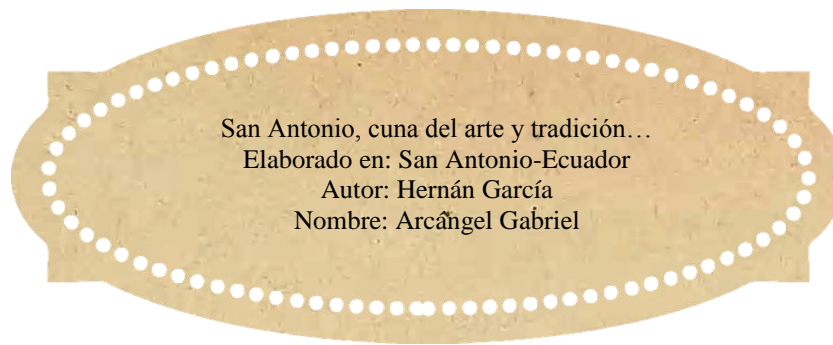 San Antonio, cuna del arte y tradición…
Elaborado en: San Antonio-Ecuador
Autor: Hernán García
Nombre: Arcángel Gabriel